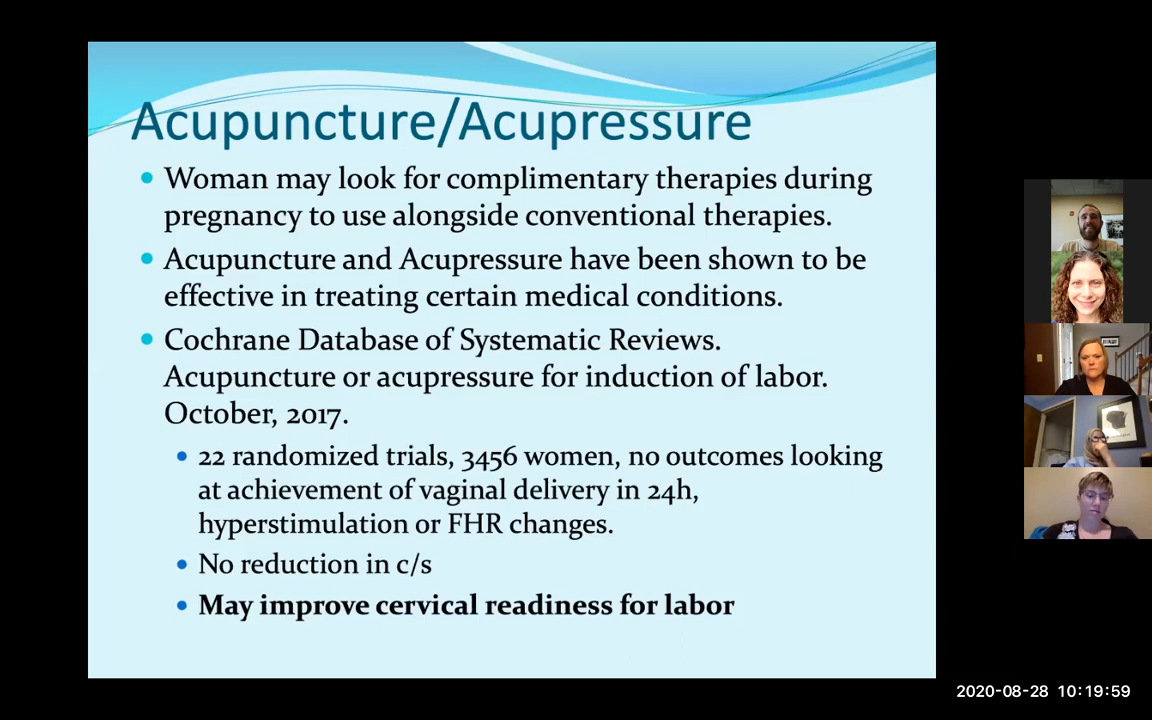 Acupuncture/Acupressure
Woman may look for complimentary therapies during
pregnancy to use alongside conventional therapies.
Acupuncture and Acupressure have been shown to be
effective in treating certain medical conditions.
Cochrane Database of Systematic Reviews.
Acupuncture or acupressure for induction of labor.
October, 2017.
22 randomized trials, 3456 women, no outcomes looking
at achievement of vaginal delivery in 24h,
hyperstimulation or FHR changes.
No reduction in c/s
May improve cervical readiness for labor
2020-08-28 10:19:59